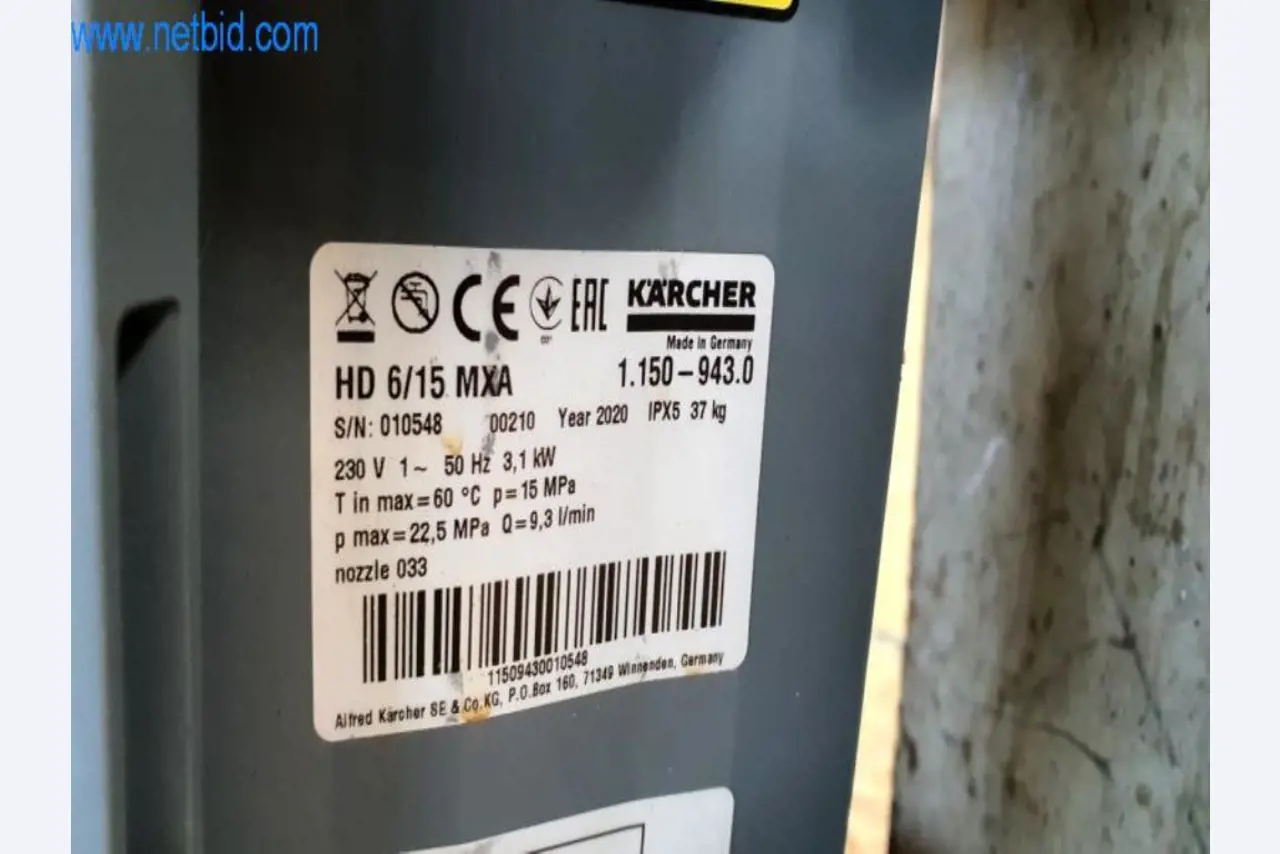 www.netbid.com
CE EAC KÄRCHER
Made in Germany
HD 6/15 MXA 1.150-943.0
S/N: 010548 00210 Year 2020 IPX5 37 kg
230 V 1~ 50 Hz 3,1 kW
T in max=60 °C p=15 MPa
p max=22,5 MPa Q=9,3 l/min
nozzle 033
11509430010548
Alfred Kärcher SE & Co.KG, P.O.Box 160, 71349 Winnenden, Germany